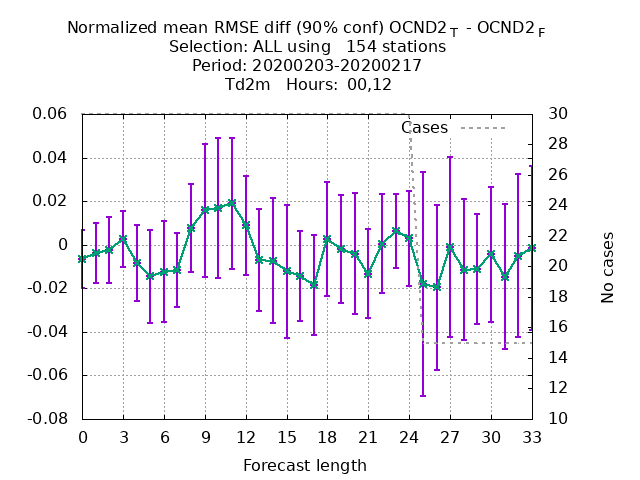 Normalized mean RMSE diff (90% conf) OCND2 T - OCND2 F
Selection: ALL using 154 stations
Period: 20200203-20200217
Td2m Hours: 00,12
Cases
0.06
0.04
0.02
0
-0.02
-0.04
-0.06
-0.08
30
28
26
24
22
20
18
16
14
12
10
No cases
0 3 6 9 12 15 18 21 24 27 30 33
Forecast length